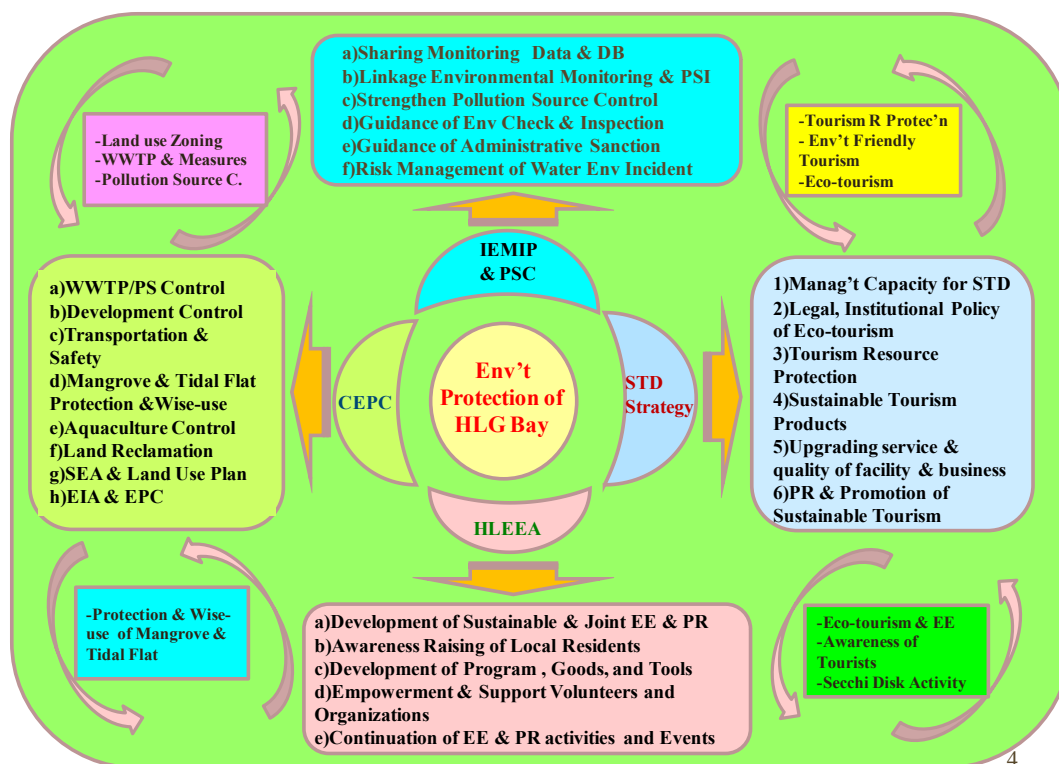 a)Sharing Monitoring Data & DB
b)Linkage Environmental Monitoring & PSI
c)Strengthen Pollution Source Control
d)Guidance of Env Check & Inspection
e)Guidance of Administrative Sanction
f)Risk Management of Water Env Incident
-Land use Zoning
-WWTP & Measures
-Pollution Source C.
-Tourism R Protec'n
- Env't Friendly
Tourism
-Eco-tourism
IEMIP
& PSC
a)WWTP/PS Control
b)Development Control
c)Transportation &
Safety
d)Mangrove & Tidal Flat
Protection &Wise-use
e)Aquaculture Control
f)Land Reclamation
g)SEA & Land Use Plan
h)EIA & EPC
CEPC
Env't
Protection of
HLG Bay
STD
Strategy
1)Manag't Capacity for STD
2)Legal, Institutional Policy
of Eco-tourism
3)Tourism Resource
Protection
4)Sustainable Tourism
Products
5)Upgrading service &
quality of facility & business
6)PR & Promotion of
Sustainable Tourism
HLEEA
-Protection & Wise-
use of Mangrove &
Tidal Flat
a)Development of Sustainable & Joint EE & PR
b)Awareness Raising of Local Residents
c)Development of Program , Goods, and Tools
d)Empowerment & Support Volunteers and
Organizations
e)Continuation of EE & PR activities and Events
-Eco-tourism & EE
-Awareness of
Tourists
-Secchi Disk Activity
4